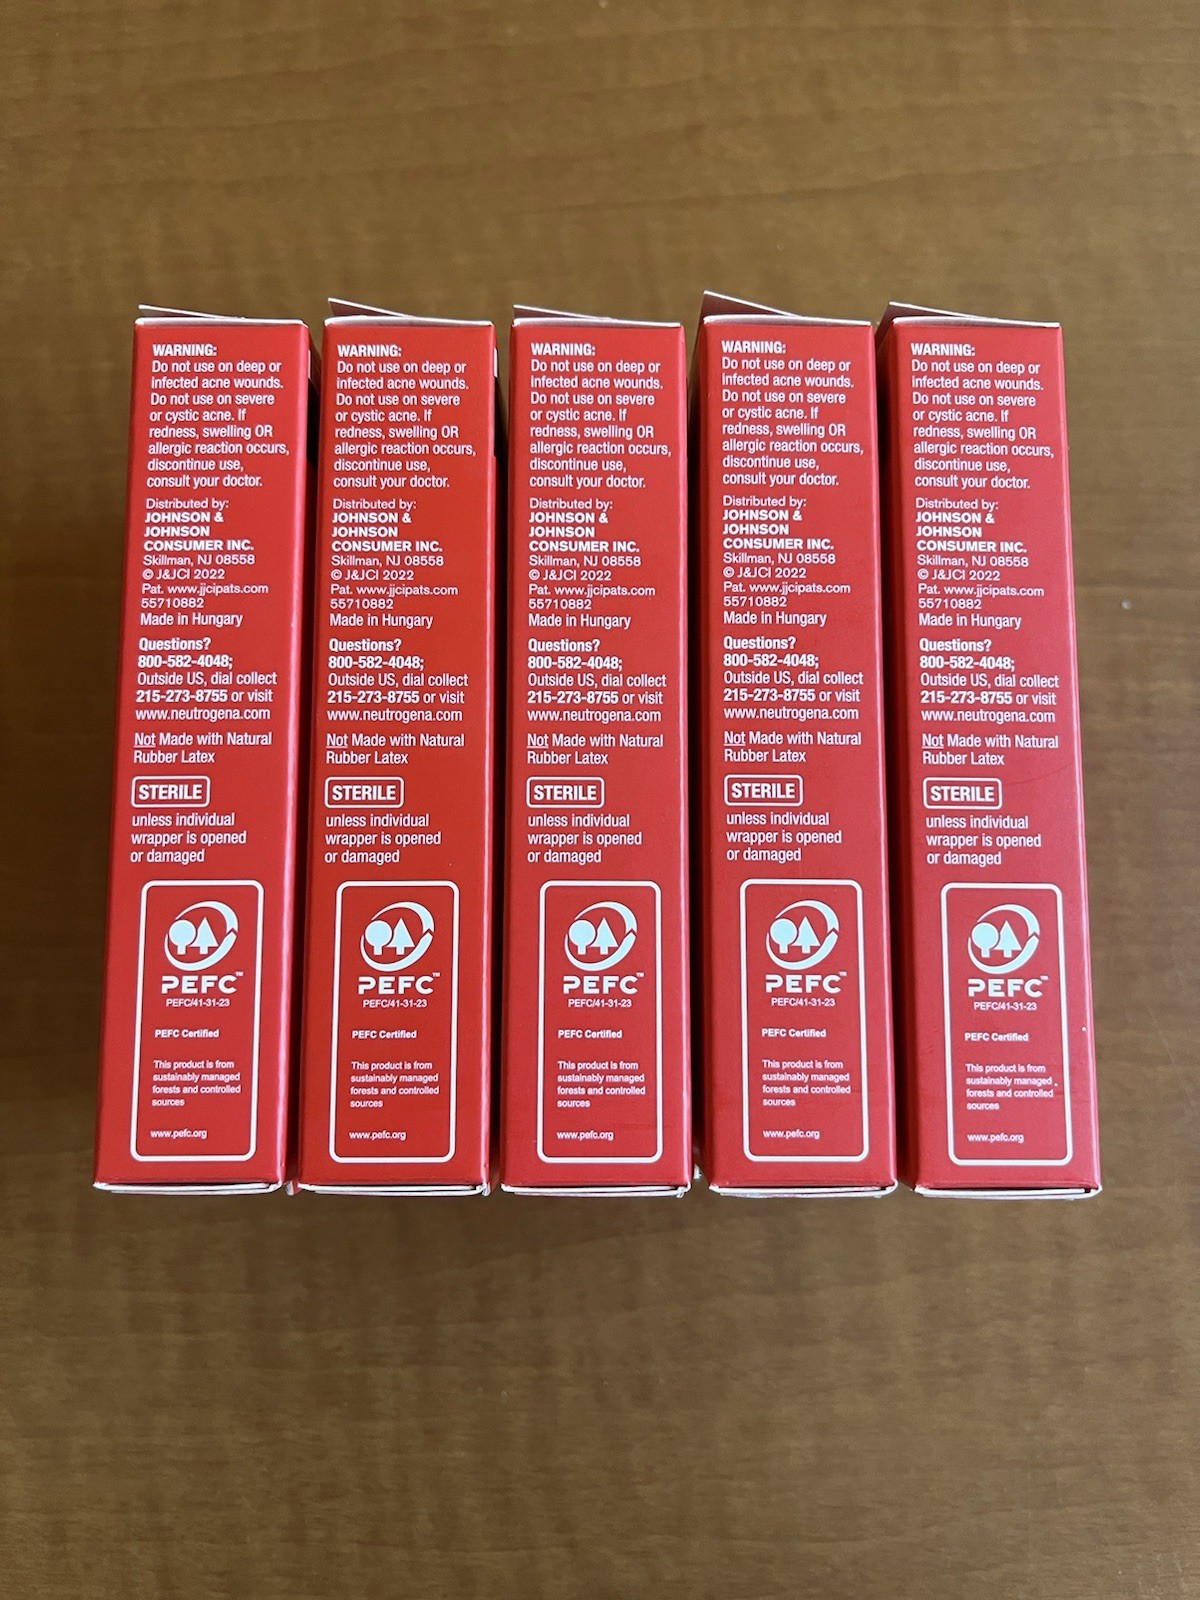 WARNING:
Do not use on deep or
infected acne wounds.
Do not use on severe
or cystic acne. If
redness, swelling OR
allergic reaction occurs,
discontinue use,
consult your doctor.
Distributed by:
JOHNSON &
JOHNSON
CONSUMER INC.
Skillman, NJ 08558
© J&JCI 2022
Pat. www.jjcipats.com
55710882
Made in Hungary
Questions?
800-582-4048;
Outside US, dial collect
215-273-8755 or visit
www.neutrogena.com
Not Made with Natural
Rubber Latex
STERILE
unless individual
wrapper is opened
or damaged
PEFC™
PEFC/41-31-23
PEFC Certified
This product is from
sustainably managed
forests and controlled
sources
www.pefc.org
WARNING:
Do not use on deep or
infected acne wounds.
Do not use on severe
or cystic acne. If
redness, swelling OR
allergic reaction occurs,
discontinue use,
consult your doctor.
Distributed by:
JOHNSON &
JOHNSON
CONSUMER INC.
Skillman, NJ 08558
© J&JCI 2022
Pat. www.jjcipats.com
55710882
Made in Hungary
Questions?
800-582-4048;
Outside US, dial collect
215-273-8755 or visit
www.neutrogena.com
Not Made with Natural
Rubber Latex
STERILE
unless individual
wrapper is opened
or damaged
PEFC™
PEFC/41-31-23
PEFC Certified
This product is from
sustainably managed
forests and controlled
sources
www.pefc.org
WARNING:
Do not use on deep or
infected acne wounds.
Do not use on severe
or cystic acne. If
redness, swelling OR
allergic reaction occurs,
discontinue use,
consult your doctor.
Distributed by:
JOHNSON &
JOHNSON
CONSUMER INC.
Skillman, NJ 08558
© J&JCI 2022
Pat. www.jjcipats.com
55710882
Made in Hungary
Questions?
800-582-4048;
Outside US, dial collect
215-273-8755 or visit
www.neutrogena.com
Not Made with Natural
Rubber Latex
STERILE
unless individual
wrapper is opened
or damaged
PEFC™
PEFC/41-31-23
PEFC Certified
This product is from
sustainably managed
forests and controlled
sources
www.pefc.org
WARNING:
Do not use on deep or
infected acne wounds.
Do not use on severe
or cystic acne. If
redness, swelling OR
allergic reaction occurs,
discontinue use,
consult your doctor.
Distributed by:
JOHNSON &
JOHNSON
CONSUMER INC.
Skillman, NJ 08558
© J&JCI 2022
Pat. www.jjcipats.com
55710882
Made in Hungary
Questions?
800-582-4048;
Outside US, dial collect
215-273-8755 or visit
www.neutrogena.com
Not Made with Natural
Rubber Latex
STERILE
unless individual
wrapper is opened
or damaged
PEFC™
PEFC/41-31-23
PEFC Certified
This product is from
sustainably managed
forests and controlled
sources
www.pefc.org
WARNING:
Do not use on deep or
infected acne wounds.
Do not use on severe
or cystic acne. If
redness, swelling OR
allergic reaction occurs,
discontinue use,
consult your doctor.
Distributed by:
JOHNSON &
JOHNSON
CONSUMER INC.
Skillman, NJ 08558
© J&JCI 2022
Pat. www.jjcipats.com
55710882
Made in Hungary
Questions?
800-582-4048;
Outside US, dial collect
215-273-8755 or visit
www.neutrogena.com
Not Made with Natural
Rubber Latex
STERILE
unless individual
wrapper is opened
or damaged
PEFC™
PEFC/41-31-23
PEFC Certified
This product is from
sustainably managed
forests and controlled
sources
www.pefc.org